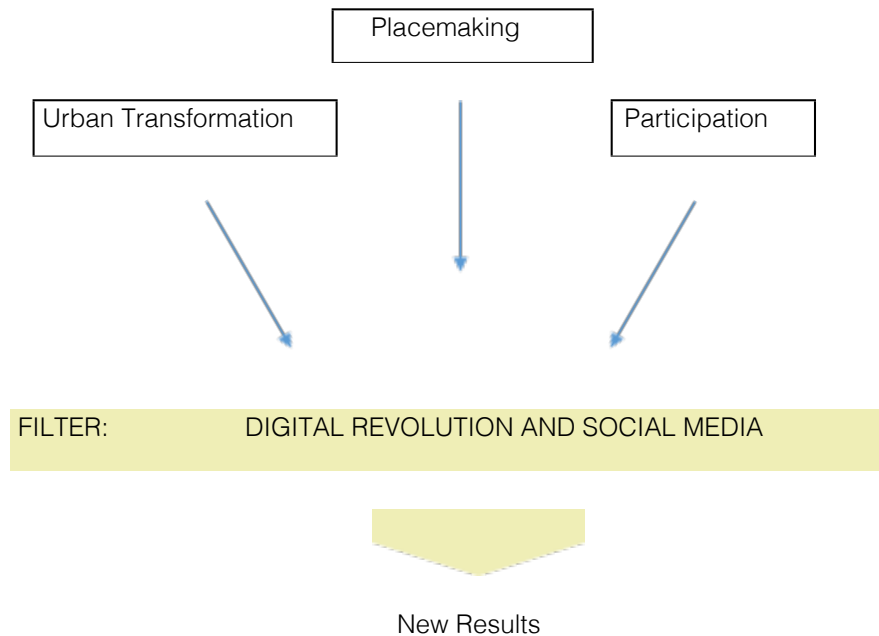 Placemaking
Urban Transformation
Participation
FILTER: DIGITAL REVOLUTION AND SOCIAL MEDIA
New Results